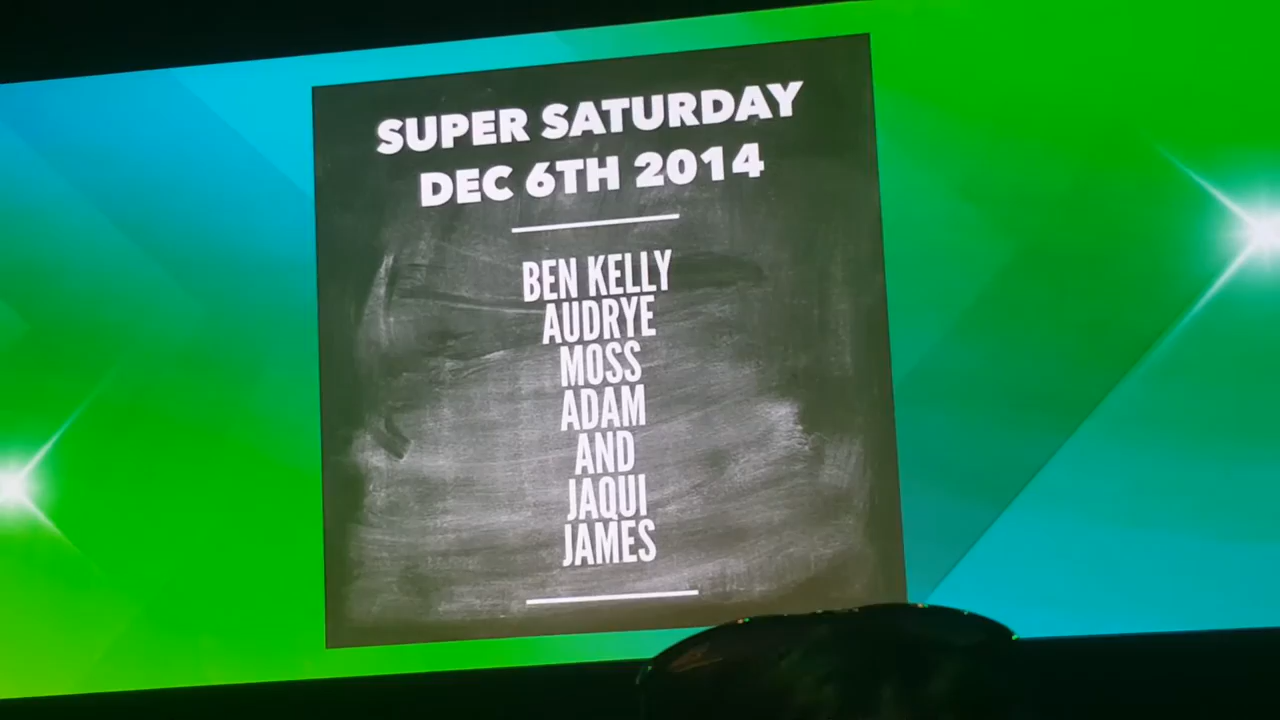 SUPER SATURDAY
DEC 6TH 2014
BEN KELLY
AUDRYE
MOSS
ADAM
AND
JAQUI
JAMES